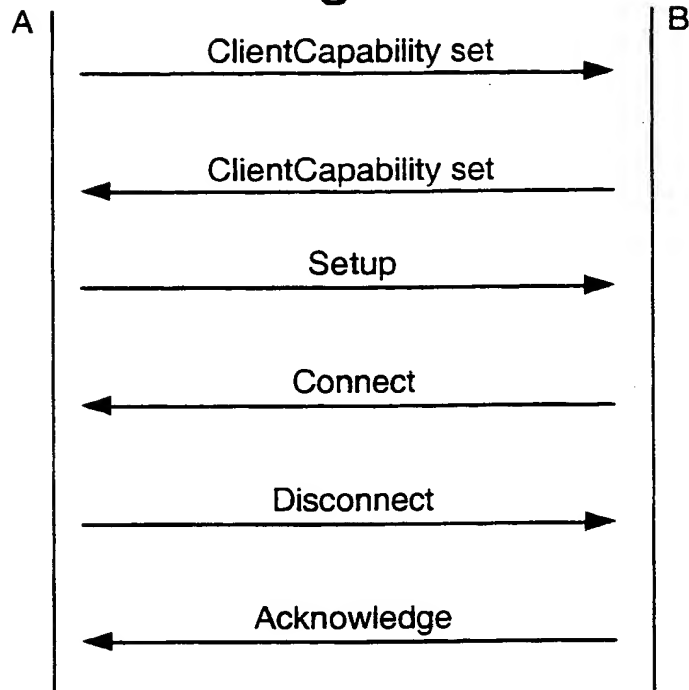 A
B
ClientCapability set
ClientCapability set
Setup
Connect
Disconnect
Acknowledge